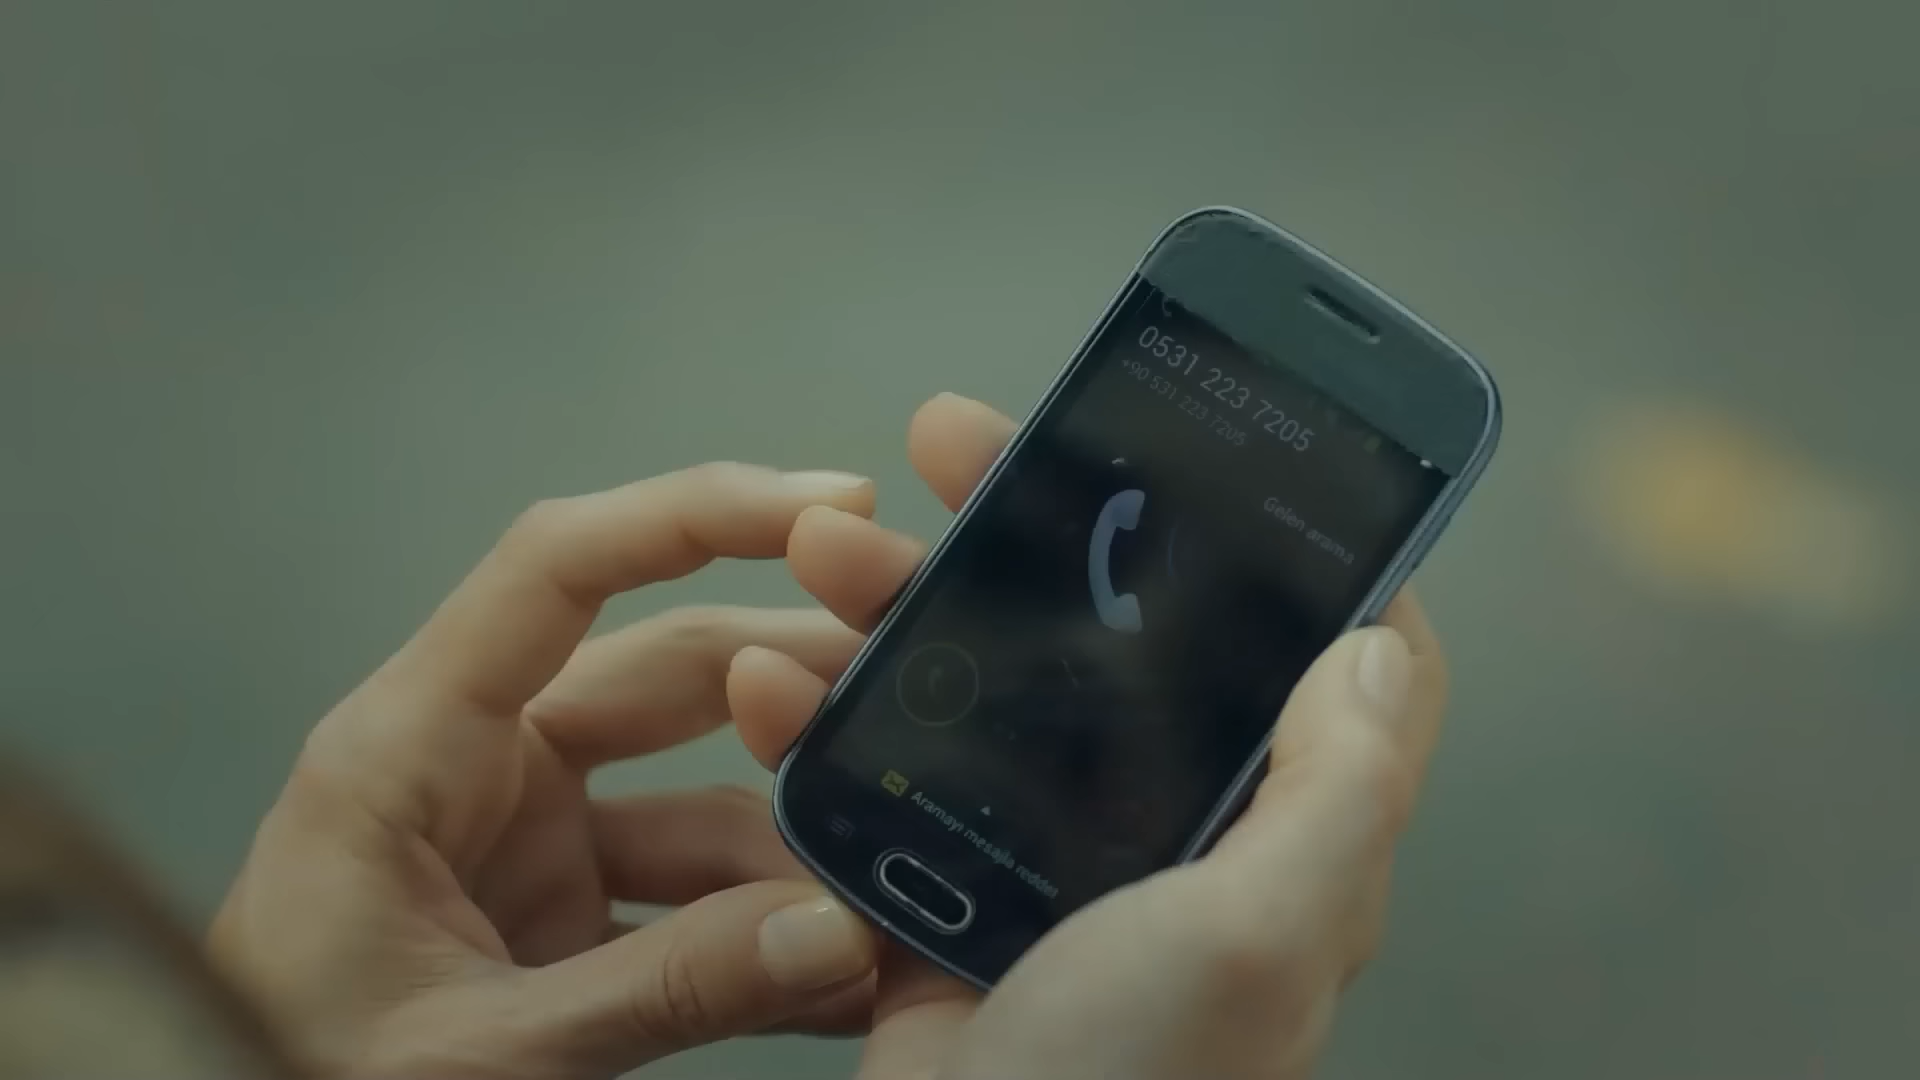 0531 223 7205
+90 531 223 7205
Gelen arama
Aramayı mesajla reddet